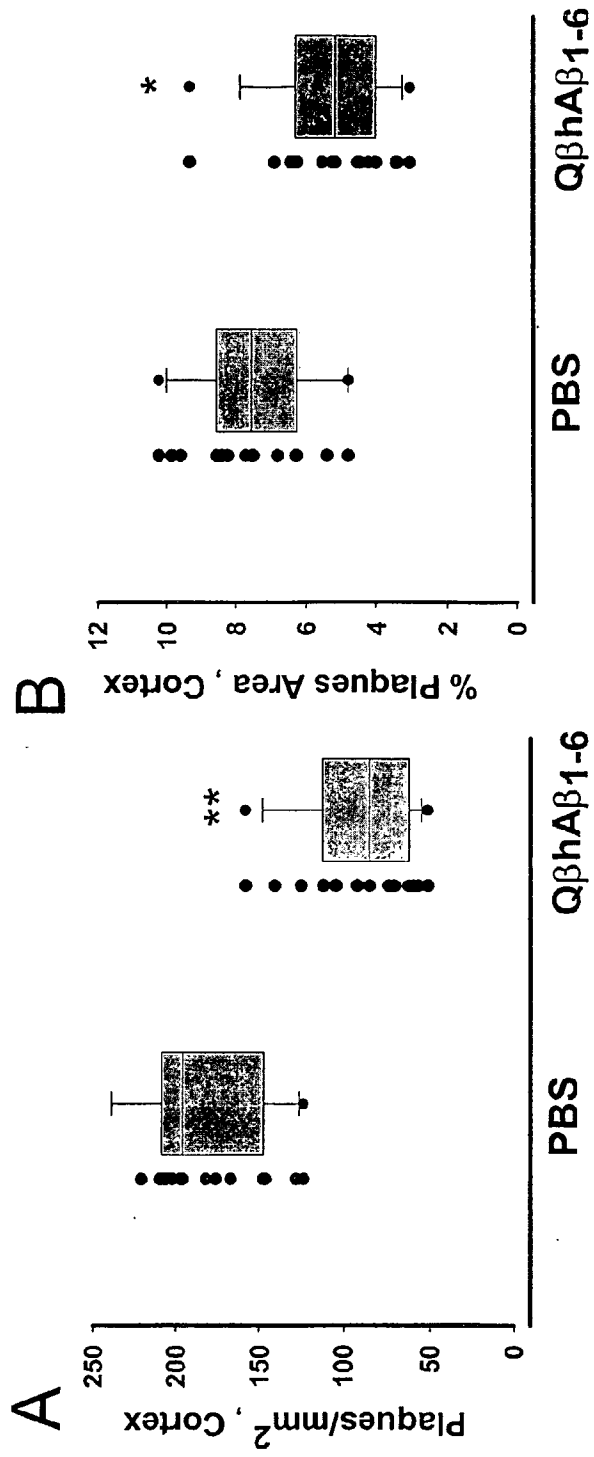 A
Plaques/mm², Cortex
250
200
150
100
50
0
PBS
QβhAβ1-6
**
B
% Plaques Area, Cortex
12
10
8
6
4
2
0
PBS
QβhAβ1-6
*